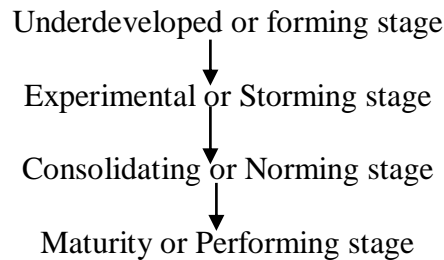 Underdeveloped or forming stage
Experimental or Storming stage
Consolidating or Norming stage
Maturity or Performing stage